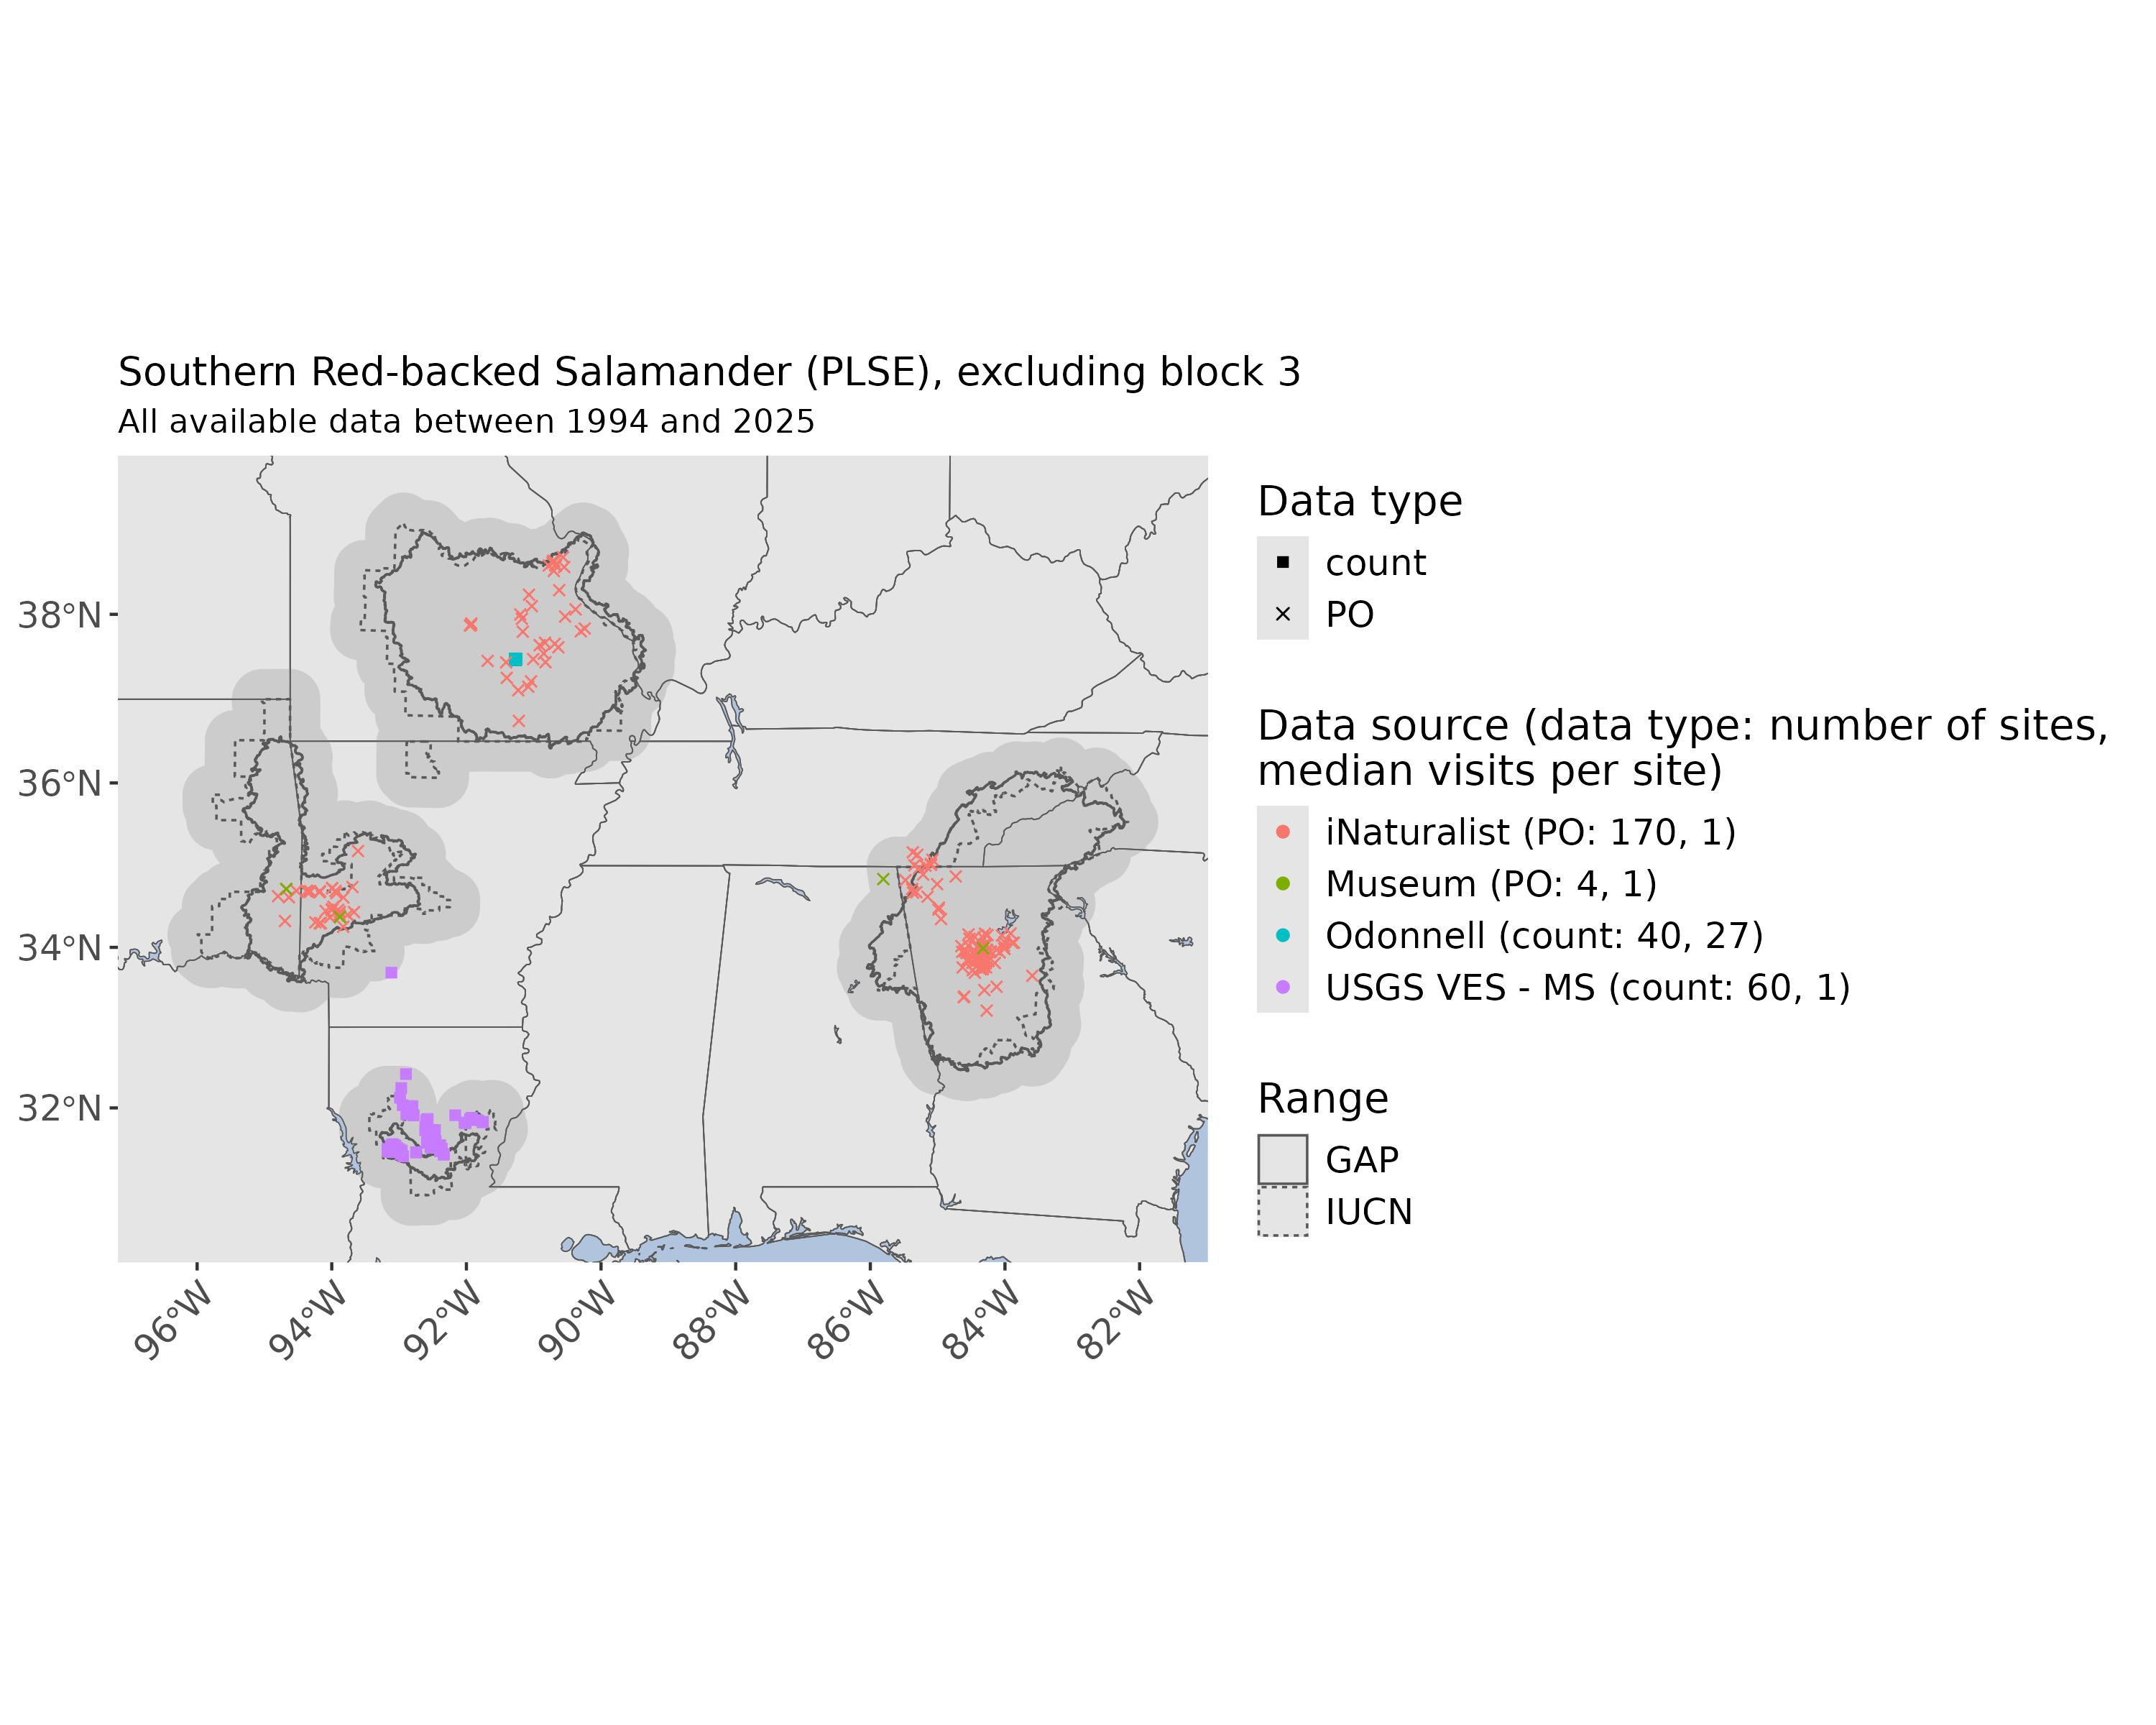 Southern Red-backed Salamander (PLSE), excluding block 3
All available data between 1994 and 2025
38°N
36°N
34°N
32°N
96°W
94°W
92°W
90°W
88°W
86°W
84°W
82°W
Data type
count
PO
Data source (data type: number of sites,
median visits per site)
iNaturalist (PO: 170, 1)
Museum (PO: 4, 1)
Odonnell (count: 40, 27)
USGS VES - MS (count: 60, 1)
Range
GAP
IUCN